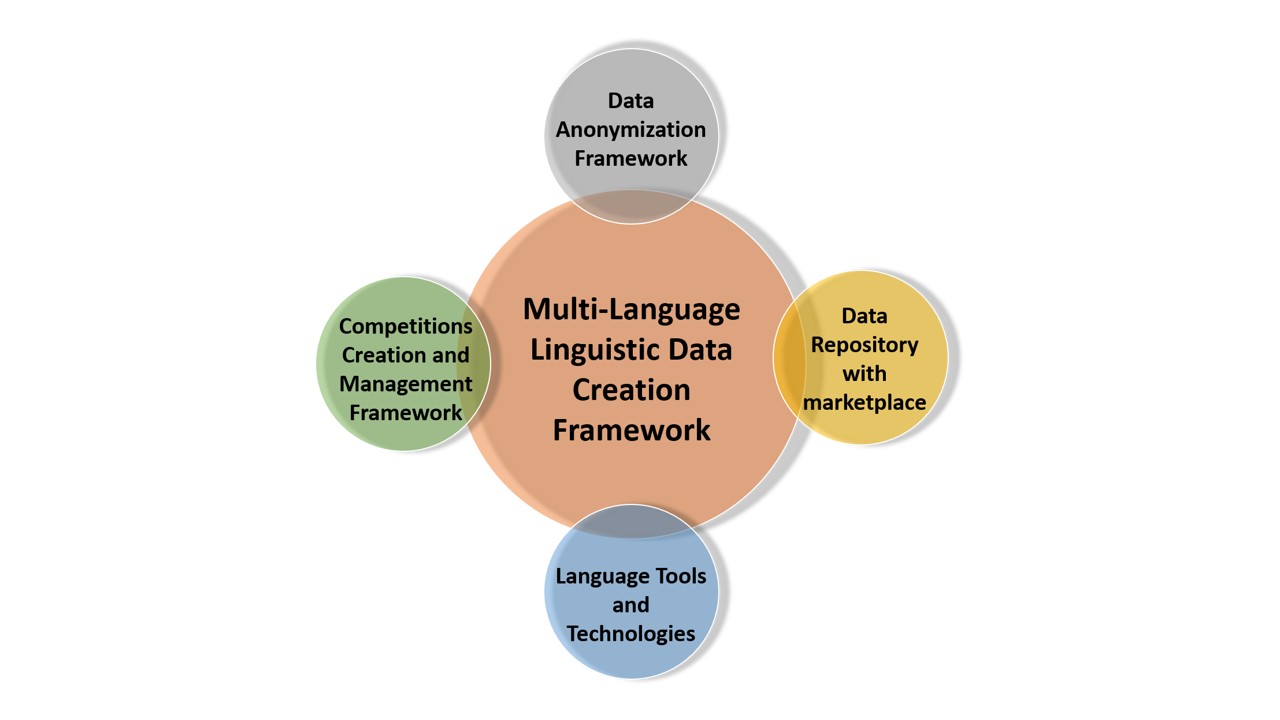 Data
Anonymization
Framework
Competitions
Creation and
Management
Framework
Multi-Language
Linguistic Data
Creation
Framework
Data
Repository
with
marketplace
Language Tools
and
Technologies